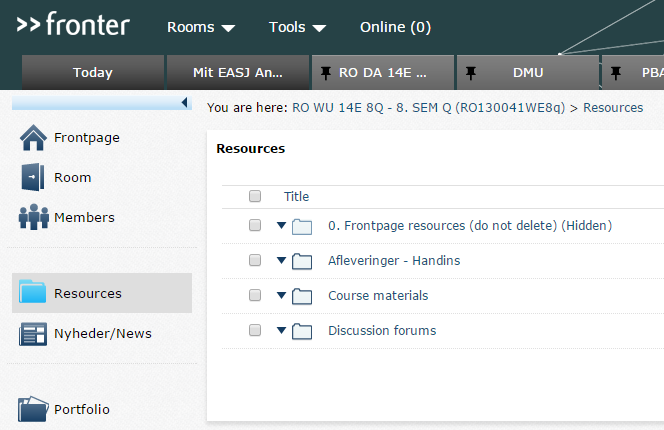 >>fronter
Rooms Tools Online (0)
Today Mit EASJ An... RO DA 14E ... DMU PBA
You are here: RO WU 14E 8Q - 8. SEM Q (RO130041WE8q) > Resources
Frontpage
Room
Members
Resources
Nyheder/News
Portfolio
Resources
Title
0. Frontpage resources (do not delete) (Hidden)
Afleveringer - Handins
Course materials
Discussion forums